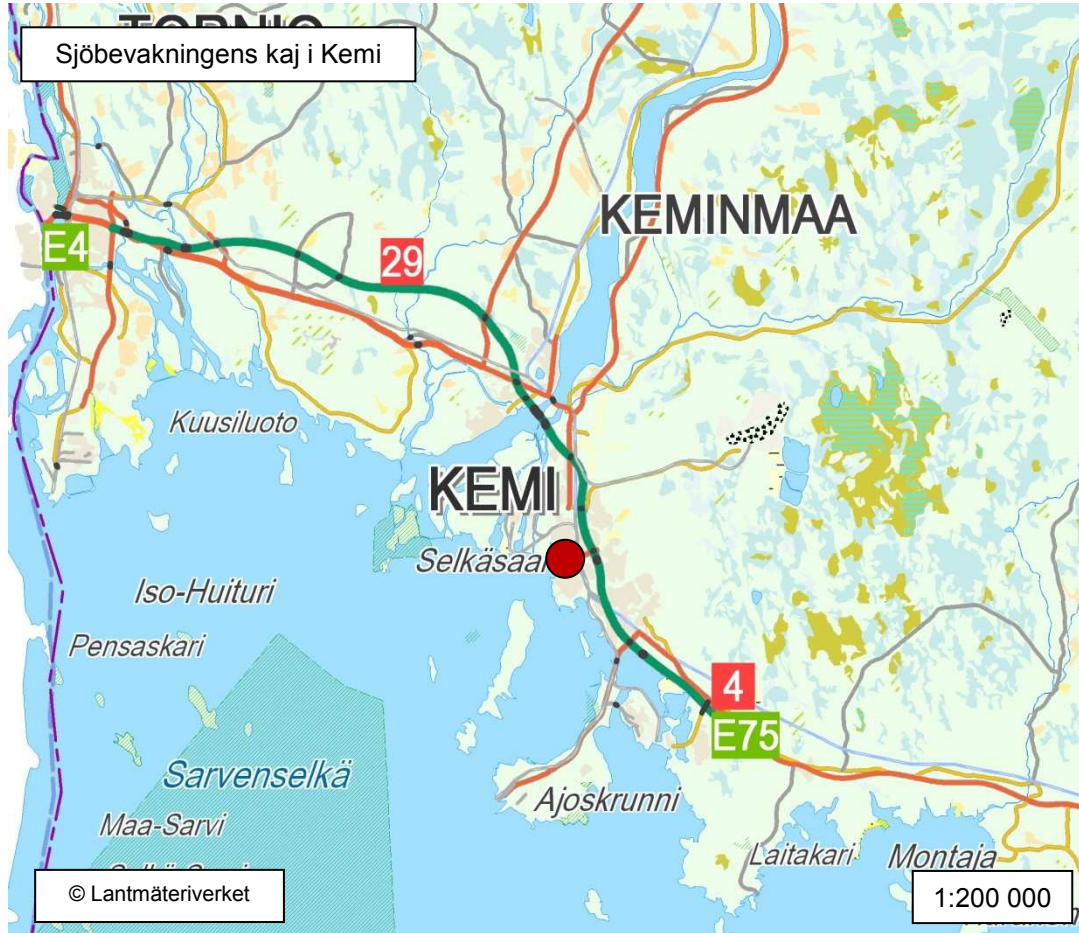 TORNIO
Sjöbevakningens kaj i Kemi
KEMINMAA
E4
29
Kuusiluoto
KEMI
Iso-Huituri
Pensaskari
4
E75
Sarvenselkä
Ajoskrunni
Maa-Sarvi
Laitakari
Montaja
© Lantmäteriverket
1:200 000